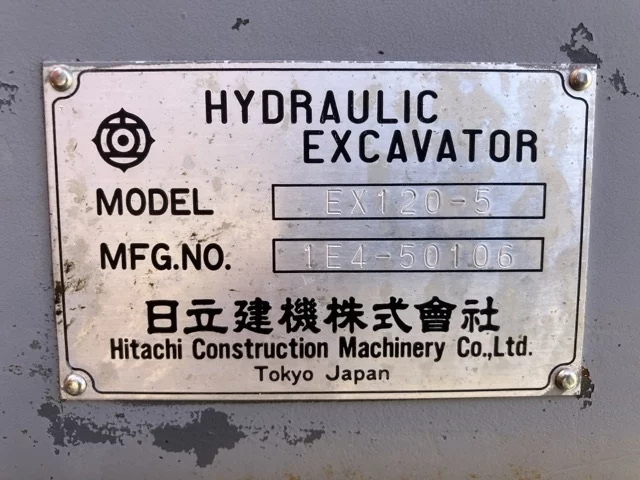 HYDRAULIC
EXCAVATOR
MODEL EX120-5
MFG.NO. 1E4-50106
日立建機株式會社
Hitachi Construction Machinery Co.,Ltd.
Tokyo Japan